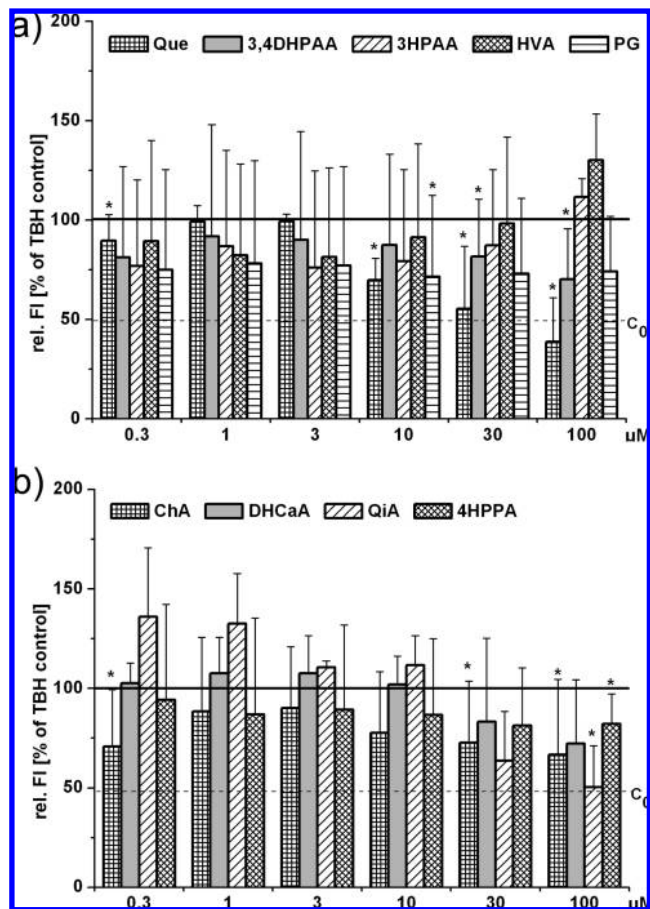 a)
Que 3,4DHPAA 3HPAA HVA PG
200
150
100
50
0
rel. FI [% of TBH control]
* * * * * * *
C0
0.3 1 3 10 30 100 µM
b)
ChA DHCaA QiA 4HPPA
200
150
100
50
0
rel. FI [% of TBH control]
* * * * *
C0
0.3 1 3 10 30 100 µM